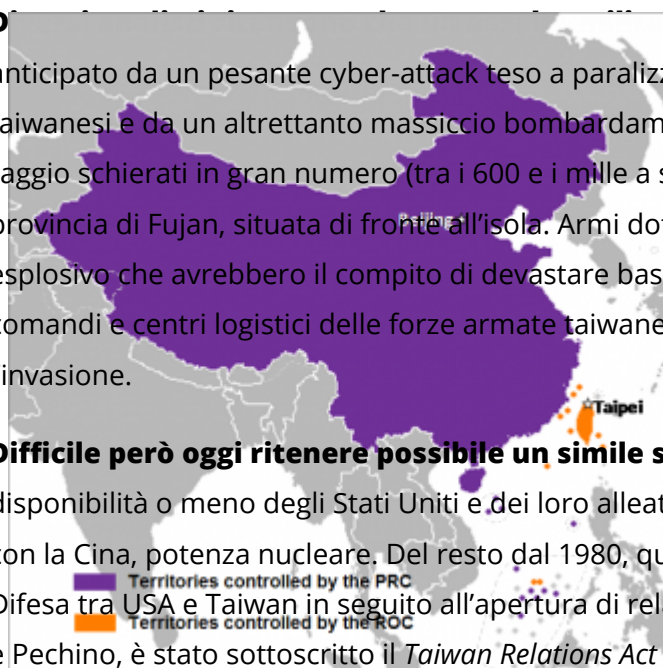 anticipato da un pesante cyber-attack teso a paralizz
taiwanesi e da un altrettanto massiccio bombardam
aggio schierati in gran numero (tra i 600 e i mille a s
provincia di Fujan, situata di fronte all’isola. Armi dot
Beijing
esplosivo che avrebbero il compito di devastare bas
comandi e centri logistici delle forze armate taiwane
’invasione.
Taipei
Difficile però oggi ritenere possibile un simile s
disponibilità o meno degli Stati Uniti e dei loro alleat
con la Cina, potenza nucleare. Del resto dal 1980, qu
Territories controlled by the PRC
Difesa tra USA e Taiwan in seguito all’apertura di rel
Territories controlled by the ROC
e Pechino, è stato sottoscritto il Taiwan Relations Act